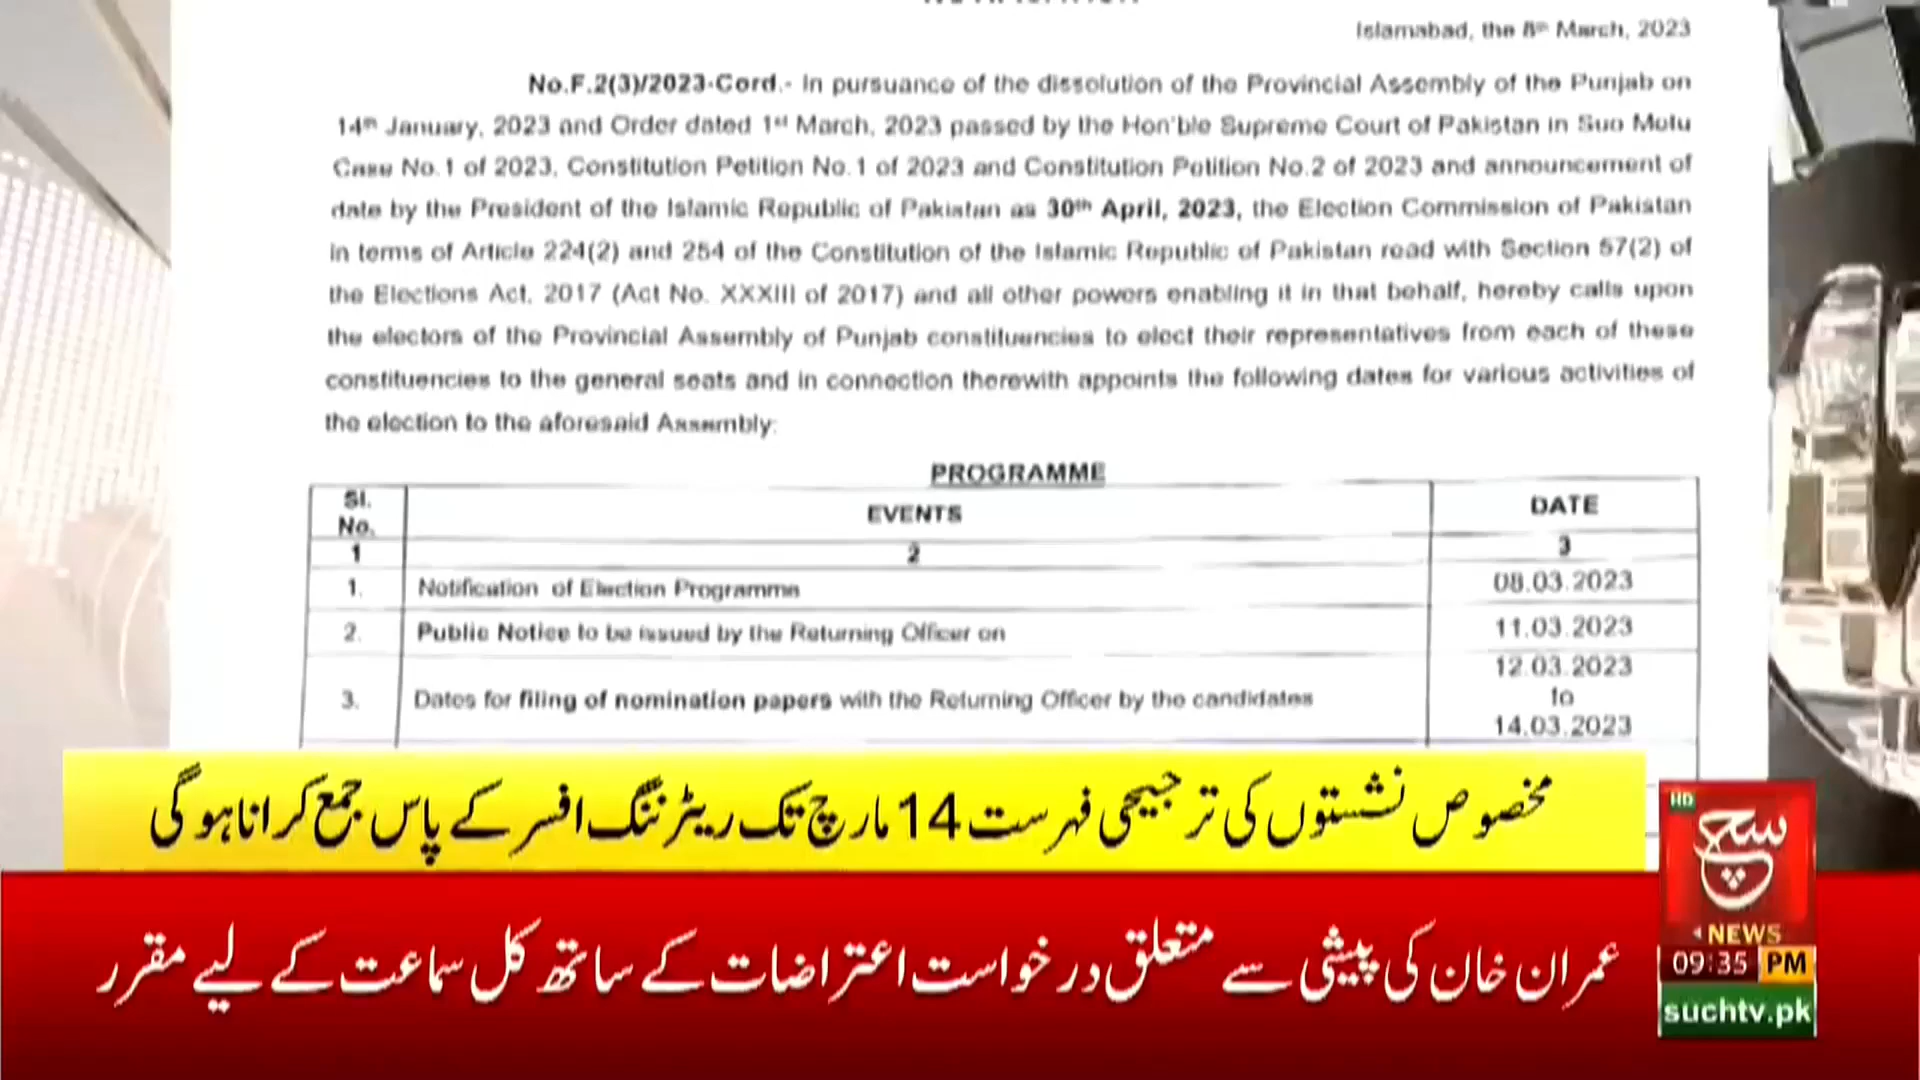 Islamabad, the 8th March, 2023
No.F.2(3)/2023-Cord.- In pursuance of the dissolution of the Provincial Assembly of the Punjab on
14th January, 2023 and Order dated 1st March, 2023 passed by the Hon'ble Supreme Court of Pakistan in Suo Motu
Case No.1 of 2023, Constitution Petition No.1 of 2023 and Constitution Petition No.2 of 2023 and announcement of
date by the President of the Islamic Republic of Pakistan as 30th April, 2023, the Election Commission of Pakistan
in terms of Article 224(2) and 254 of the Constitution of the Islamic Republic of Pakistan read with Section 57(2) of
the Elections Act, 2017 (Act No. XXXIII of 2017) and all other powers enabling it in that behalf, hereby calls upon
the electors of the Provincial Assembly of Punjab constituencies to elect their representatives from each of these
constituencies to the general seats and in connection therewith appoints the following dates for various activities of
the election to the aforesaid Assembly:
PROGRAMME
Sl. No. EVENTS DATE
1 2 3
1. Notification of Election Programme 08.03.2023
2. Public Notice to be issued by the Returning Officer on 11.03.2023
3. Dates for filing of nomination papers with the Returning Officer by the candidates 12.03.2023 to 14.03.2023
مخصوص نشستوں کی ترجیحی فہرست 14 مارچ تک ریٹرننگ افسر کے پاس جمع کرانا ہوگی
عمران خان کی پیشی سے متعلق درخواست اعتراضات کے ساتھ کل سماعت کے لیے مقرر
HD
سچ
NEWS
09:35 PM
suchtv.pk